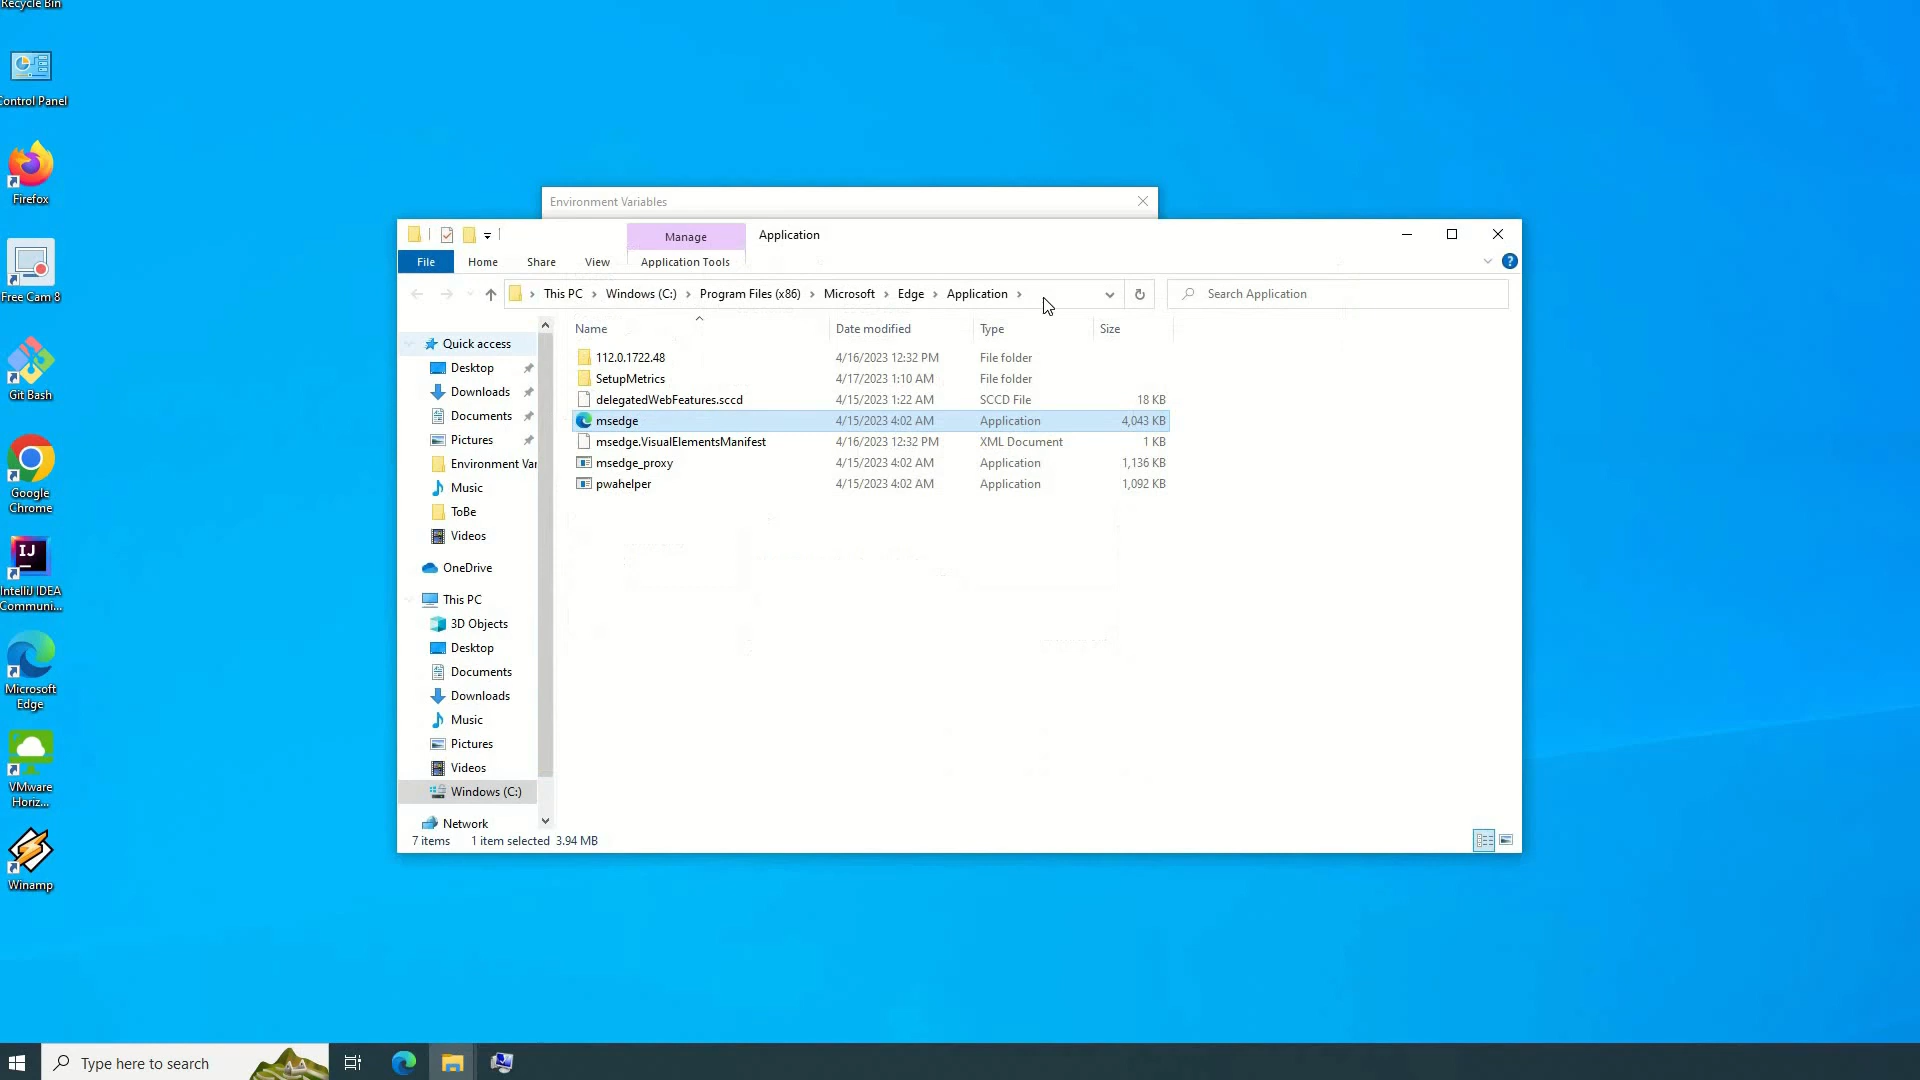 Recycle Bin
Control Panel
Firefox
Free Cam 8
Git Bash
Google
Chrome
IJ
IntelliJ IDEA
Communi...
Microsoft
Edge
VMware
Horiz...
Winamp
Environment Variables
Manage
Application
File
Home
Share
View
Application Tools
?
This PC
Windows (C:)
Program Files (x86)
Microsoft
Edge
Application
Search Application
Quick access
Desktop
Downloads
Documents
Pictures
Environment Var
Music
ToBe
Videos
OneDrive
This PC
3D Objects
Desktop
Documents
Downloads
Music
Pictures
Videos
Windows (C:)
Network
Name Date modified Type Size
112.0.1722.48 4/16/2023 12:32 PM File folder
SetupMetrics 4/17/2023 1:10 AM File folder
delegatedWebFeatures.sccd 4/15/2023 1:22 AM SCCD File 18 KB
msedge 4/15/2023 4:02 AM Application 4,043 KB
msedge.VisualElementsManifest 4/16/2023 12:32 PM XML Document 1 KB
msedge_proxy 4/15/2023 4:02 AM Application 1,136 KB
pwahelper 4/15/2023 4:02 AM Application 1,092 KB
7 items 1 item selected 3.94 MB
Type here to search